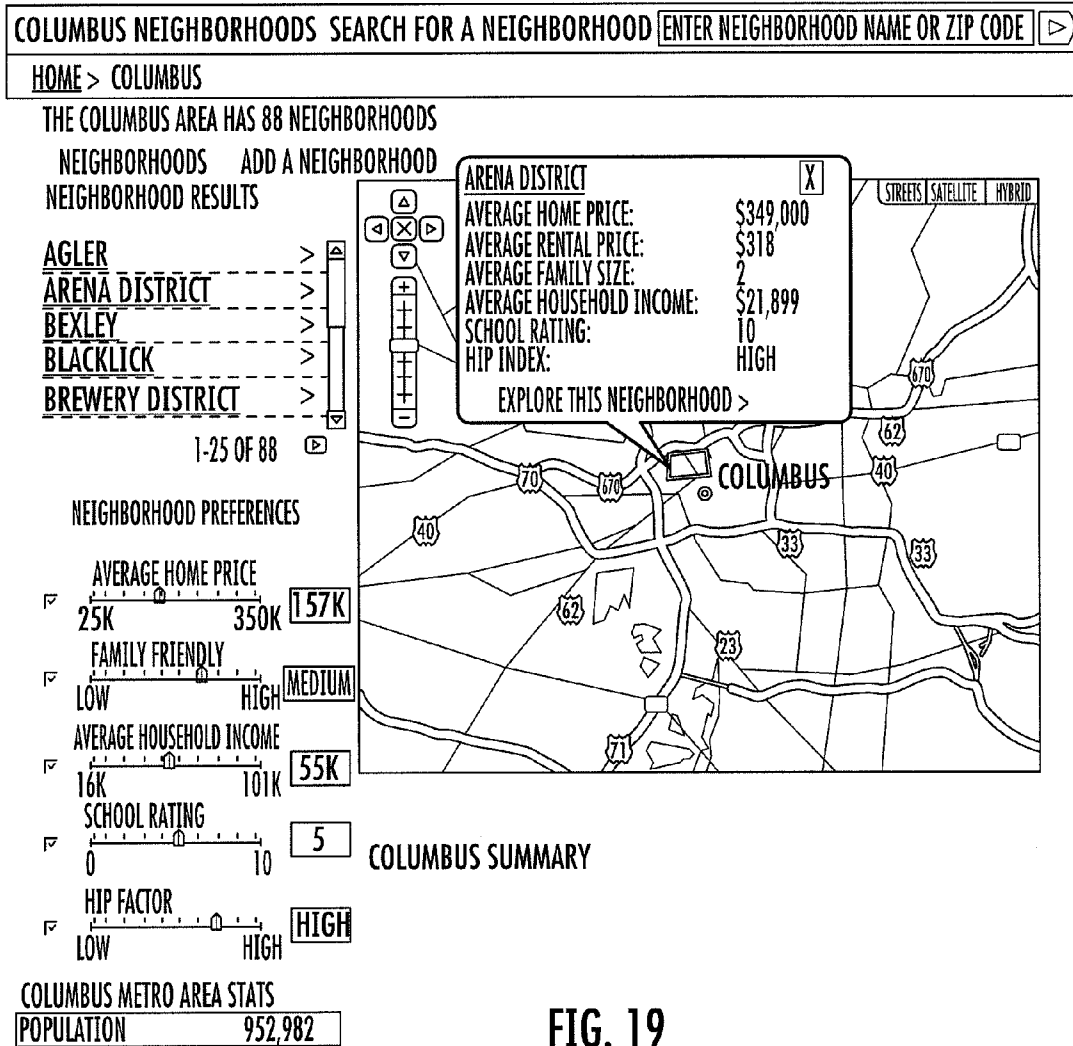 COLUMBUS NEIGHBORHOODS SEARCH FOR A NEIGHBORHOOD ENTER NEIGHBORHOOD NAME OR ZIP CODE
HOME > COLUMBUS
THE COLUMBUS AREA HAS 88 NEIGHBORHOODS
NEIGHBORHOODS ADD A NEIGHBORHOOD
NEIGHBORHOOD RESULTS
AGLER >
ARENA DISTRICT >
BEXLEY >
BLACKLICK >
BREWERY DISTRICT >
1-25 OF 88
ARENA DISTRICT X
AVERAGE HOME PRICE: $349,000
AVERAGE RENTAL PRICE: $318
AVERAGE FAMILY SIZE: 2
AVERAGE HOUSEHOLD INCOME: $21,899
SCHOOL RATING: 10
HIP INDEX: HIGH
EXPLORE THIS NEIGHBORHOOD >
STREETS SATELLITE HYBRID
+
-
670
62
40
70
670
COLUMBUS
40
33
33
62
23
71
NEIGHBORHOOD PREFERENCES
AVERAGE HOME PRICE
25K 350K 157K
FAMILY FRIENDLY
LOW HIGH MEDIUM
AVERAGE HOUSEHOLD INCOME
16K 101K 55K
SCHOOL RATING
0 10 5
HIP FACTOR
LOW HIGH HIGH
COLUMBUS SUMMARY
COLUMBUS METRO AREA STATS
POPULATION 952,982
FIG. 19